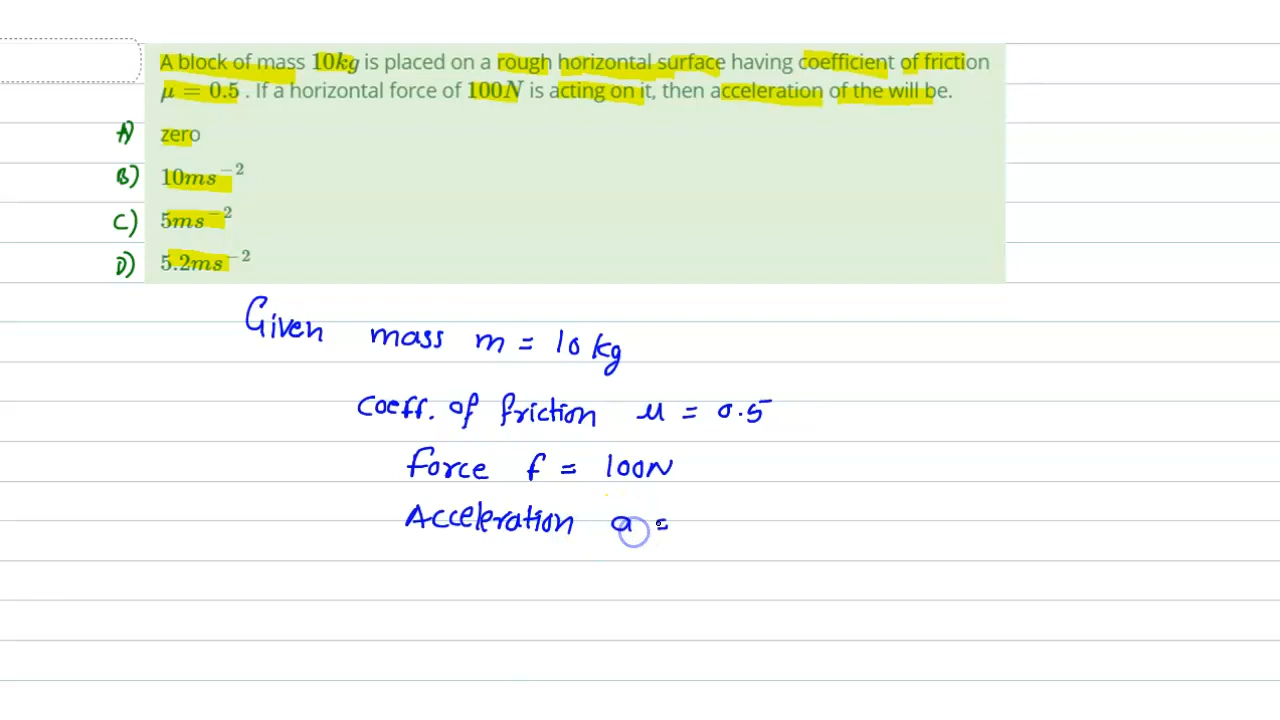 A block of mass 10kg is placed on a rough horizontal surface having coefficient of friction
μ = 0.5 . If a horizontal force of 100N is acting on it, then acceleration of the will be.
A) zero
B) 10ms⁻²
C) 5ms⁻²
D) 5.2ms⁻²
Given mass m = 10 kg
Coeff. of friction μ = 0.5
Force f = 100N
Acceleration a =